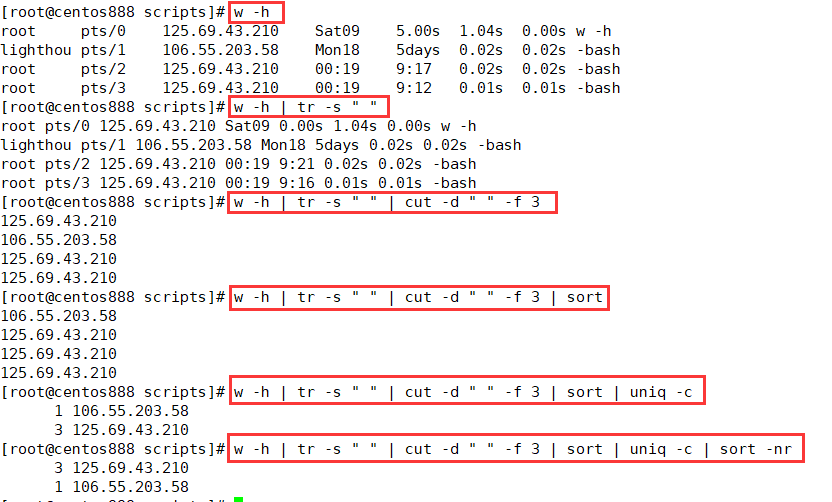 [root@centos888 scripts]# w -h
root     pts/0    125.69.43.210    Sat09    5.00s  1.04s  0.00s w -h
lighthou pts/1    106.55.203.58    Mon18    5days  0.02s  0.02s -bash
root     pts/2    125.69.43.210    00:19    9:17   0.02s  0.02s -bash
root     pts/3    125.69.43.210    00:19    9:12   0.01s  0.01s -bash
[root@centos888 scripts]# w -h | tr -s " "
root pts/0 125.69.43.210 Sat09 0.00s 1.04s 0.00s w -h
lighthou pts/1 106.55.203.58 Mon18 5days 0.02s 0.02s -bash
root pts/2 125.69.43.210 00:19 9:21 0.02s 0.02s -bash
root pts/3 125.69.43.210 00:19 9:16 0.01s 0.01s -bash
[root@centos888 scripts]# w -h | tr -s " " | cut -d " " -f 3
125.69.43.210
106.55.203.58
125.69.43.210
125.69.43.210
[root@centos888 scripts]# w -h | tr -s " " | cut -d " " -f 3 | sort
106.55.203.58
125.69.43.210
125.69.43.210
125.69.43.210
[root@centos888 scripts]# w -h | tr -s " " | cut -d " " -f 3 | sort | uniq -c
      1 106.55.203.58
      3 125.69.43.210
[root@centos888 scripts]# w -h | tr -s " " | cut -d " " -f 3 | sort | uniq -c | sort -nr
      3 125.69.43.210
      1 106.55.203.58
[root@centos888 scripts]#